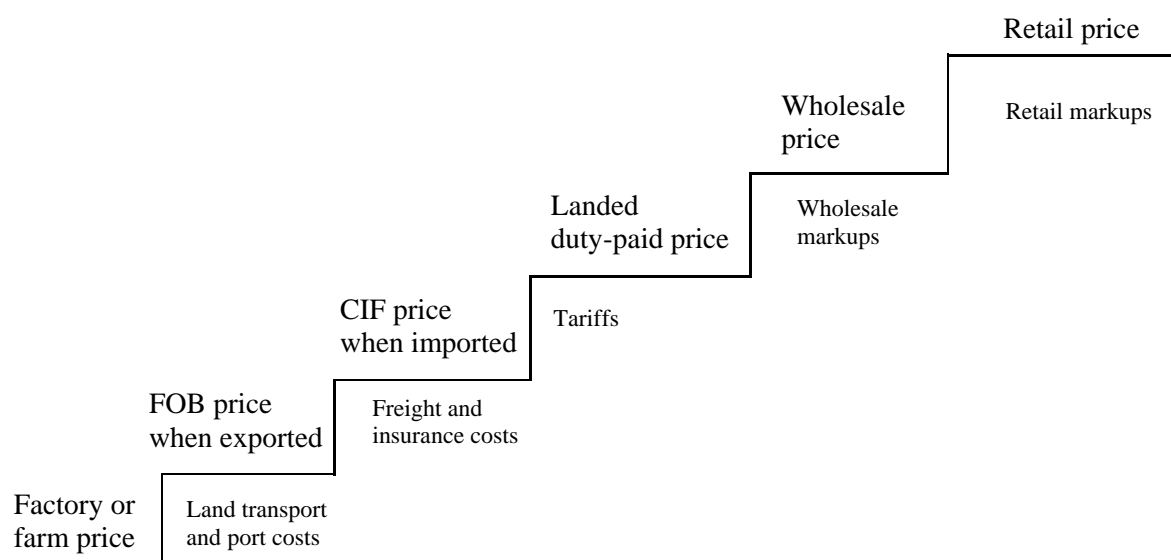 Retail price
Retail markups
Wholesale
price
Wholesale
markups
Landed
duty-paid price
Tariffs
CIF price
when imported
Freight and
insurance costs
FOB price
when exported
Land transport
and port costs
Factory or
farm price